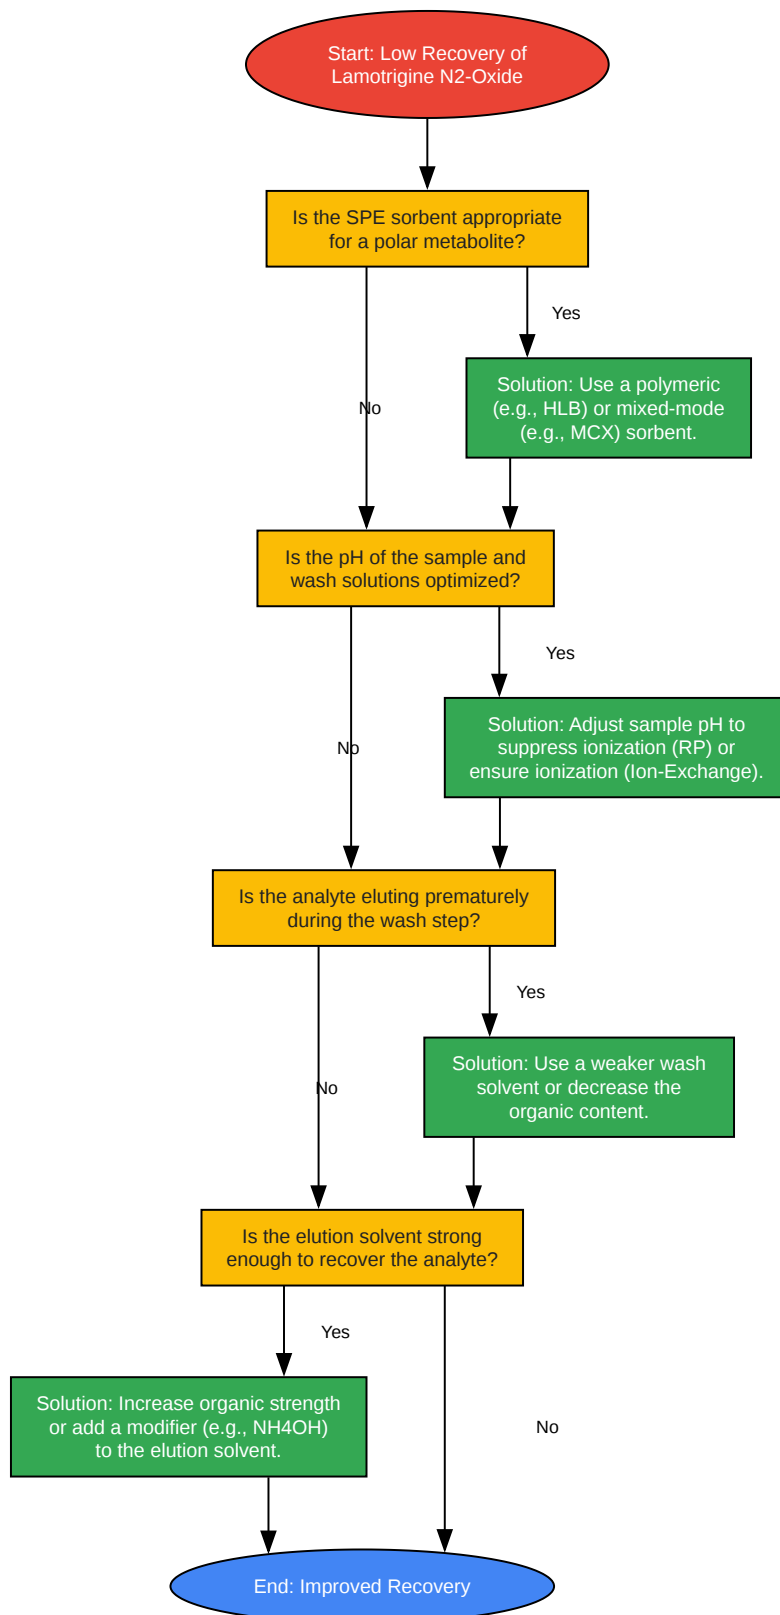 Start: Low Recovery of
Lamotrigine N2-Oxide
Is the SPE sorbent appropriate
for a polar metabolite?
Yes
Solution: Use a polymeric
(e.g., HLB) or mixed-mode
(e.g., MCX) sorbent.
No
Is the pH of the sample and
wash solutions optimized?
Yes
Solution: Adjust sample pH to
suppress ionization (RP) or
ensure ionization (Ion-Exchange).
No
Is the analyte eluting prematurely
during the wash step?
Yes
Solution: Use a weaker wash
solvent or decrease the
organic content.
No
Is the elution solvent strong
enough to recover the analyte?
Yes
Solution: Increase organic strength
or add a modifier (e.g., NH4OH)
to the elution solvent.
No
End: Improved Recovery